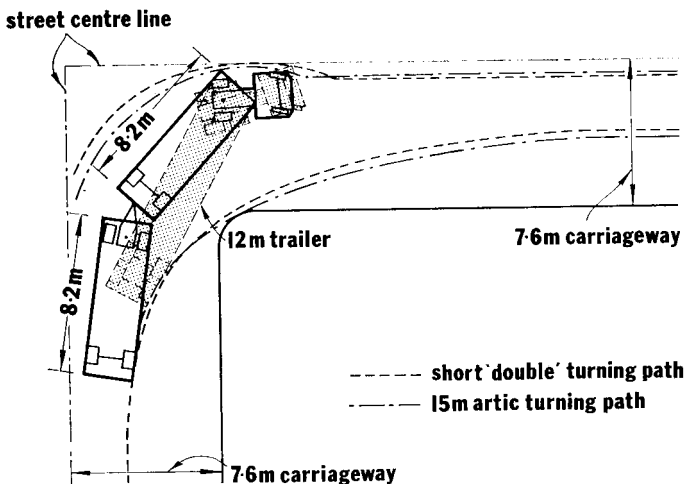 street centre line
8·2m
12m trailer
7·6m carriageway
8·2m
short ‘double’ turning path
15m artic turning path
7·6m carriageway